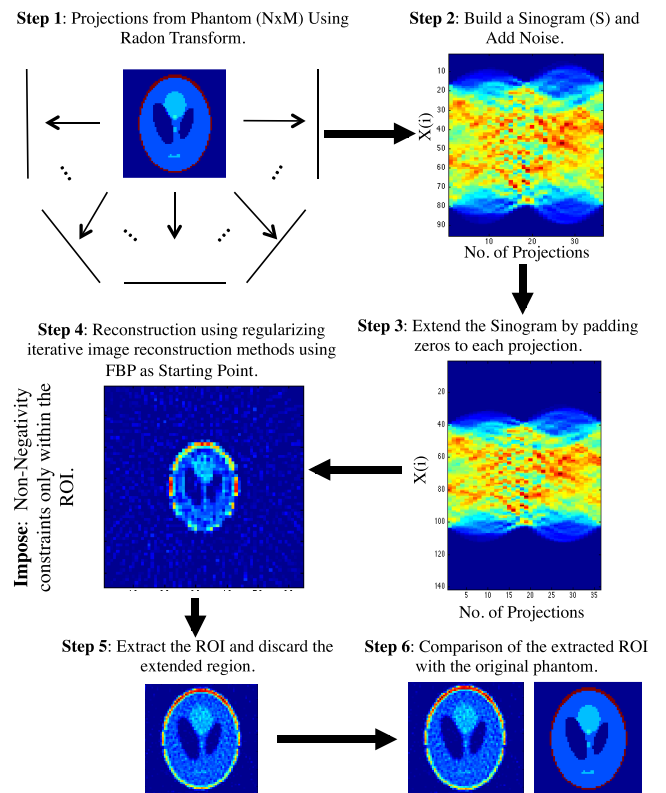 Step 1: Projections from Phantom (NxM) Using
Radon Transform.
Step 2: Build a Sinogram (S) and
Add Noise.
10
20
30
40
50
60
70
80
90
X(i)
10
20
30
No. of Projections
Step 3: Extend the Sinogram by padding
zeros to each projection.
20
40
60
80
100
120
140
X(i)
5
10
15
20
25
30
35
No. of Projections
Step 4: Reconstruction using regularizing
iterative image reconstruction methods using
FBP as Starting Point.
Impose: Non-Negativity
constraints only within the
ROI.
Step 5: Extract the ROI and discard the
extended region.
Step 6: Comparison of the extracted ROI
with the original phantom.